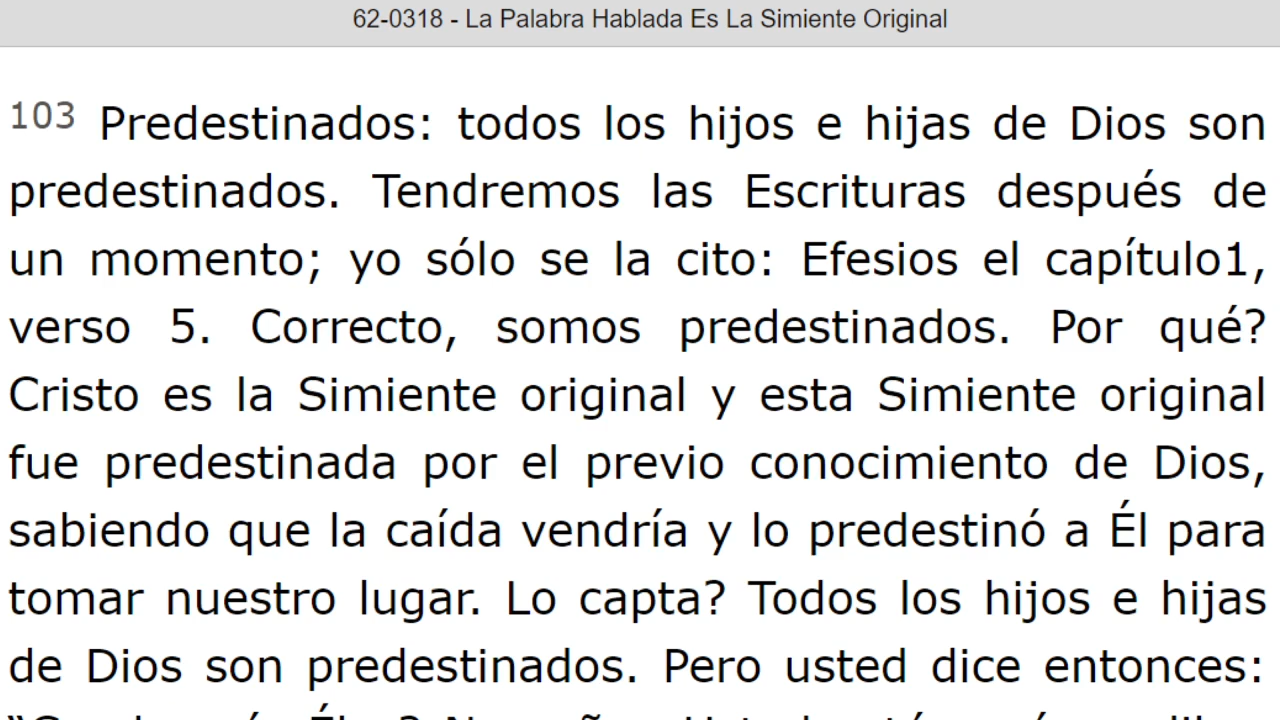 62-0318 - La Palabra Hablada Es La Simiente Original
103 Predestinados: todos los hijos e hijas de Dios son
predestinados. Tendremos las Escrituras después de
un momento; yo sólo se la cito: Efesios el capítulo1,
verso 5. Correcto, somos predestinados. Por qué?
Cristo es la Simiente original y esta Simiente original
fue predestinada por el previo conocimiento de Dios,
sabiendo que la caída vendría y lo predestinó a Él para
tomar nuestro lugar. Lo capta? Todos los hijos e hijas
de Dios son predestinados. Pero usted dice entonces: